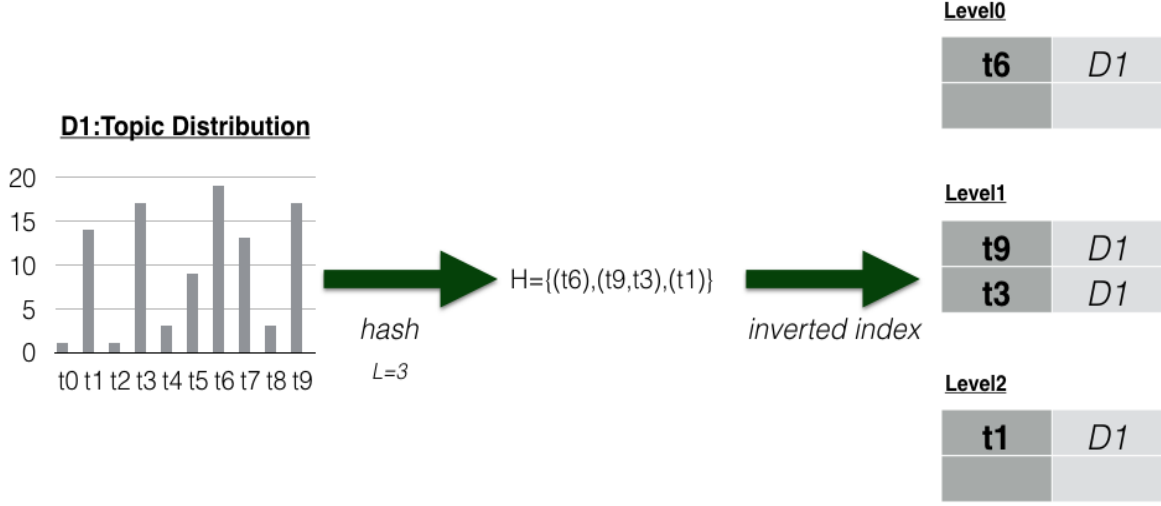 D1:Topic Distribution
20
15
10
5
0
t0 t1 t2 t3 t4 t5 t6 t7 t8 t9
hash
L=3
H={(t6),(t9,t3),(t1)}
inverted index
Level0
t6 D1
Level1
t9 D1
t3 D1
Level2
t1 D1